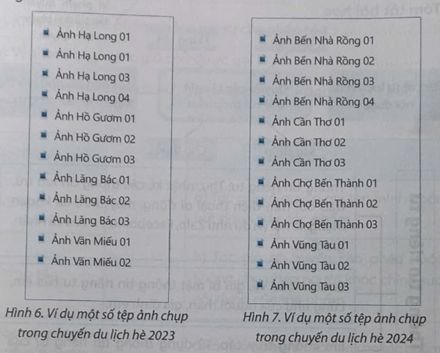 Ảnh Hạ Long 01
Ảnh Hạ Long 02
Ảnh Hạ Long 03
Ảnh Hạ Long 04
Ảnh Hồ Gươm 01
Ảnh Hồ Gươm 02
Ảnh Hồ Gươm 03
Ảnh Lăng Bác 01
Ảnh Lăng Bác 02
Ảnh Lăng Bác 03
Ảnh Văn Miếu 01
Ảnh Văn Miếu 02
Hình 6. Ví dụ một số tệp ảnh chụp
trong chuyến du lịch hè 2023
Ảnh Bến Nhà Rồng 01
Ảnh Bến Nhà Rồng 02
Ảnh Bến Nhà Rồng 03
Ảnh Bến Nhà Rồng 04
Ảnh Cần Thơ 01
Ảnh Cần Thơ 02
Ảnh Cần Thơ 03
Ảnh Chợ Bến Thành 01
Ảnh Chợ Bến Thành 02
Ảnh Chợ Bến Thành 03
Ảnh Vũng Tàu 01
Ảnh Vũng Tàu 02
Ảnh Vũng Tàu 03
Hình 7. Ví dụ một số tệp ảnh chụp
trong chuyến du lịch hè 2024